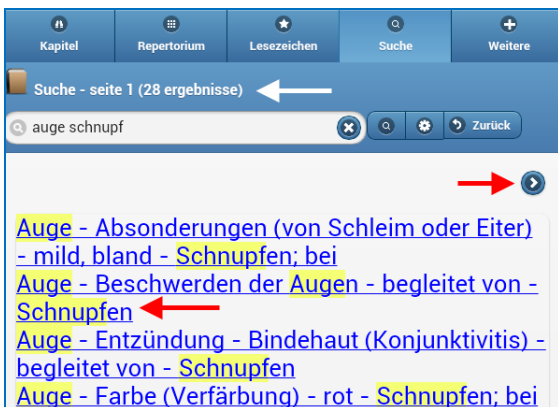 Kapitel Repertorium Lesezeichen Suche Weitere
Suche - seite 1 (28 ergebnisse)
auge schnupf Zurück
Auge - Absonderungen (von Schleim oder Eiter)
- mild, bland - Schnupfen; bei
Auge - Beschwerden der Augen - begleitet von -
Schnupfen
Auge - Entzündung - Bindehaut (Konjunktivitis) -
begleitet von - Schnupfen
Auge - Farbe (Verfärbung) - rot - Schnupfen; bei